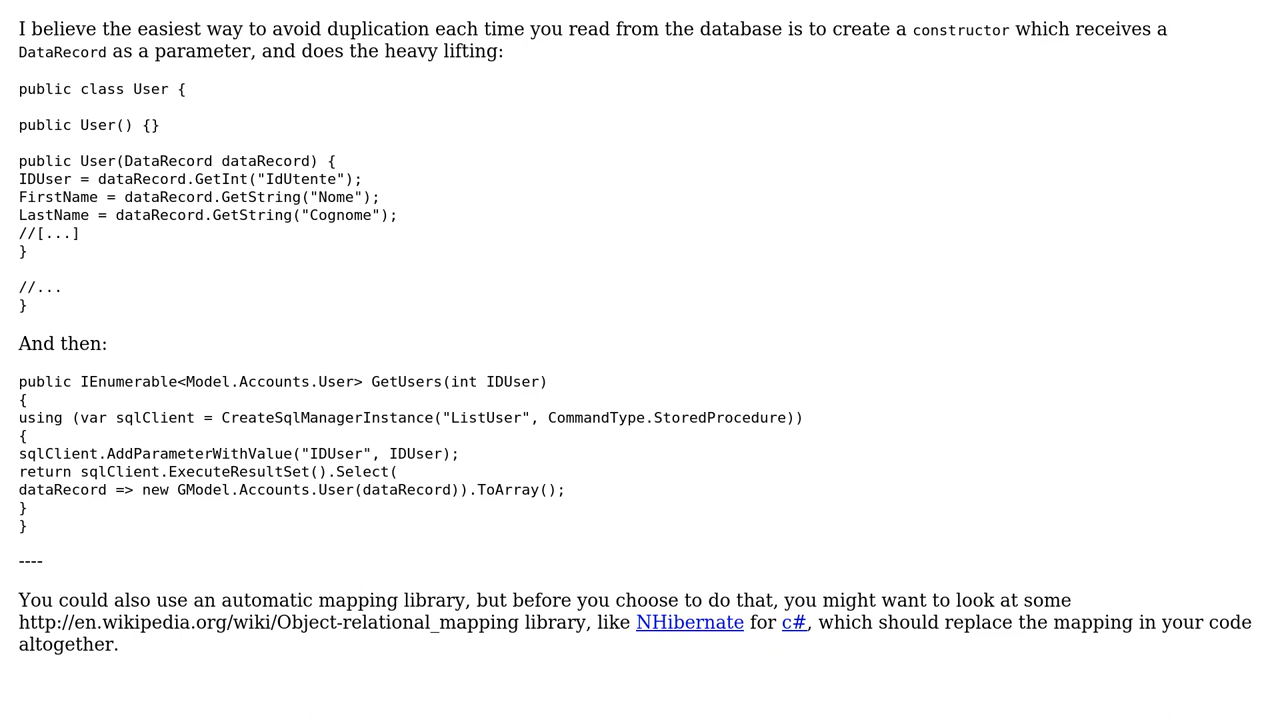 I believe the easiest way to avoid duplication each time you read from the database is to create a constructor which receives a
DataRecord as a parameter, and does the heavy lifting:
public class User {
public User() {}
public User(DataRecord dataRecord) {
IDUser = dataRecord.GetInt("IdUtente");
FirstName = dataRecord.GetString("Nome");
LastName = dataRecord.GetString("Cognome");
//[...]
}
//...
}
And then:
public IEnumerable<Model.Accounts.User> GetUsers(int IDUser)
{
using (var sqlClient = CreateSqlManagerInstance("ListUser", CommandType.StoredProcedure))
{
sqlClient.AddParameterWithValue("IDUser", IDUser);
return sqlClient.ExecuteResultSet().Select(
dataRecord => new GModel.Accounts.User(dataRecord)).ToArray();
}
}
----
You could also use an automatic mapping library, but before you choose to do that, you might want to look at some
http://en.wikipedia.org/wiki/Object-relational_mapping library, like NHibernate for c#, which should replace the mapping in your code
altogether.